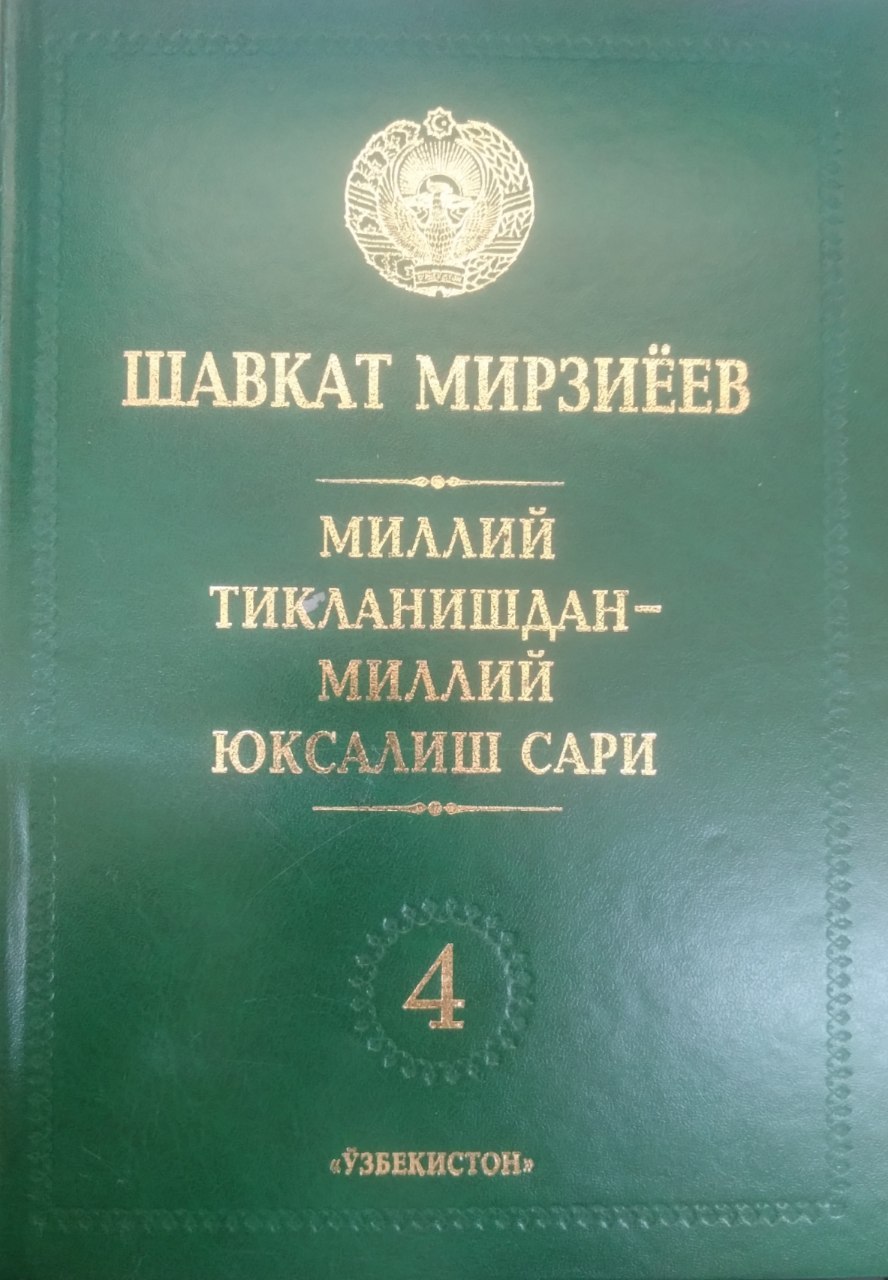 ШАВКАТ МИРЗИЁЕВ
МИЛЛИЙ
ТИКЛАНИШДАН–
МИЛЛИЙ
ЮКСАЛИШ САРИ
4
«ЎЗБЕКИСТОН»